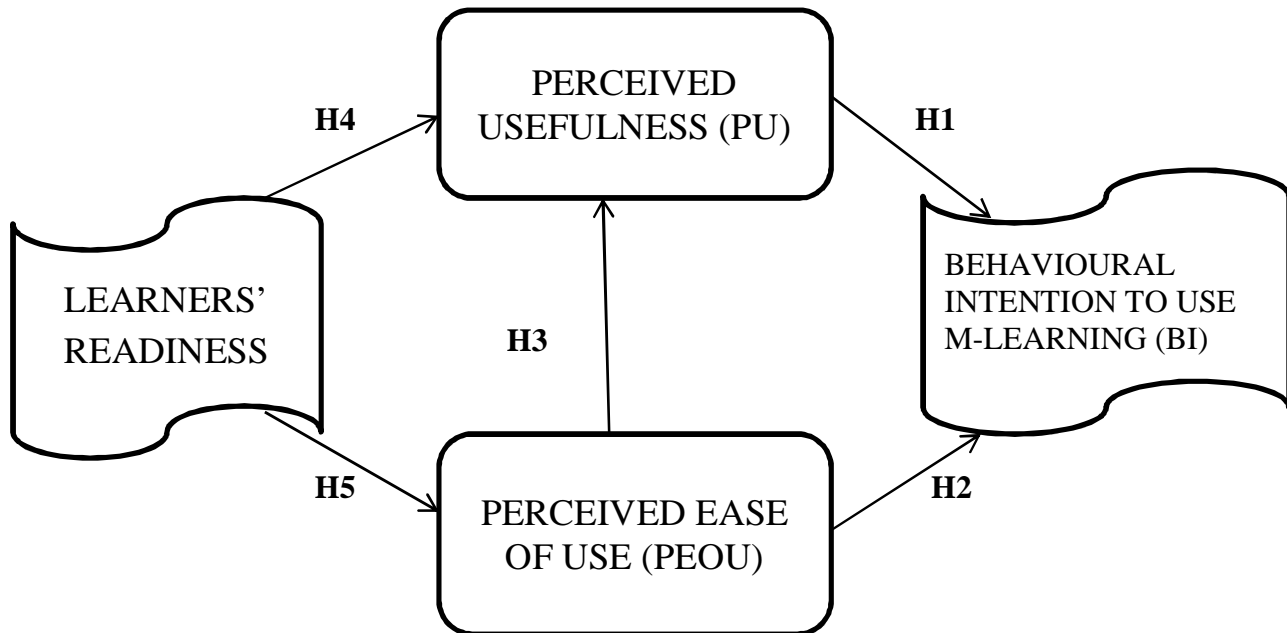 PERCEIVED
USEFULNESS (PU)
H4
H1
LEARNERS’
READINESS
H3
BEHAVIOURAL
INTENTION TO USE
M-LEARNING (BI)
H5
H2
PERCEIVED EASE
OF USE (PEOU)